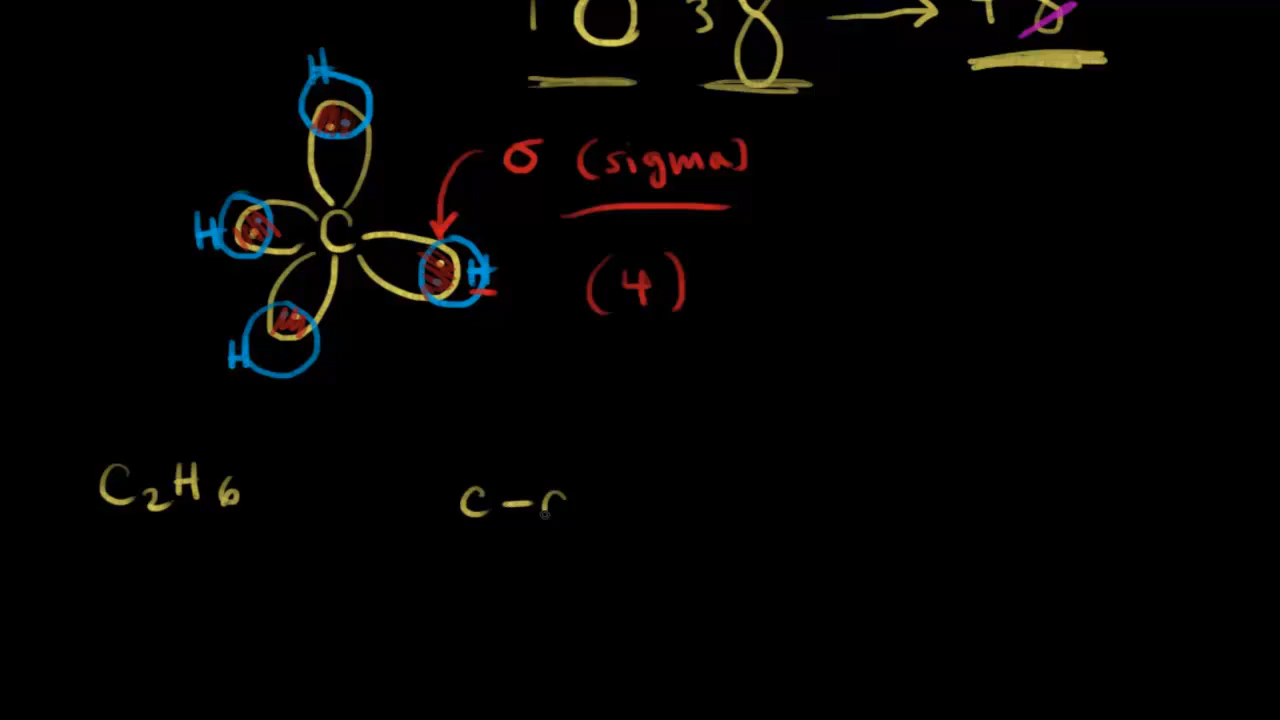 H
σ (sigma)
H C H
(4)
H
C₂H₆ C –